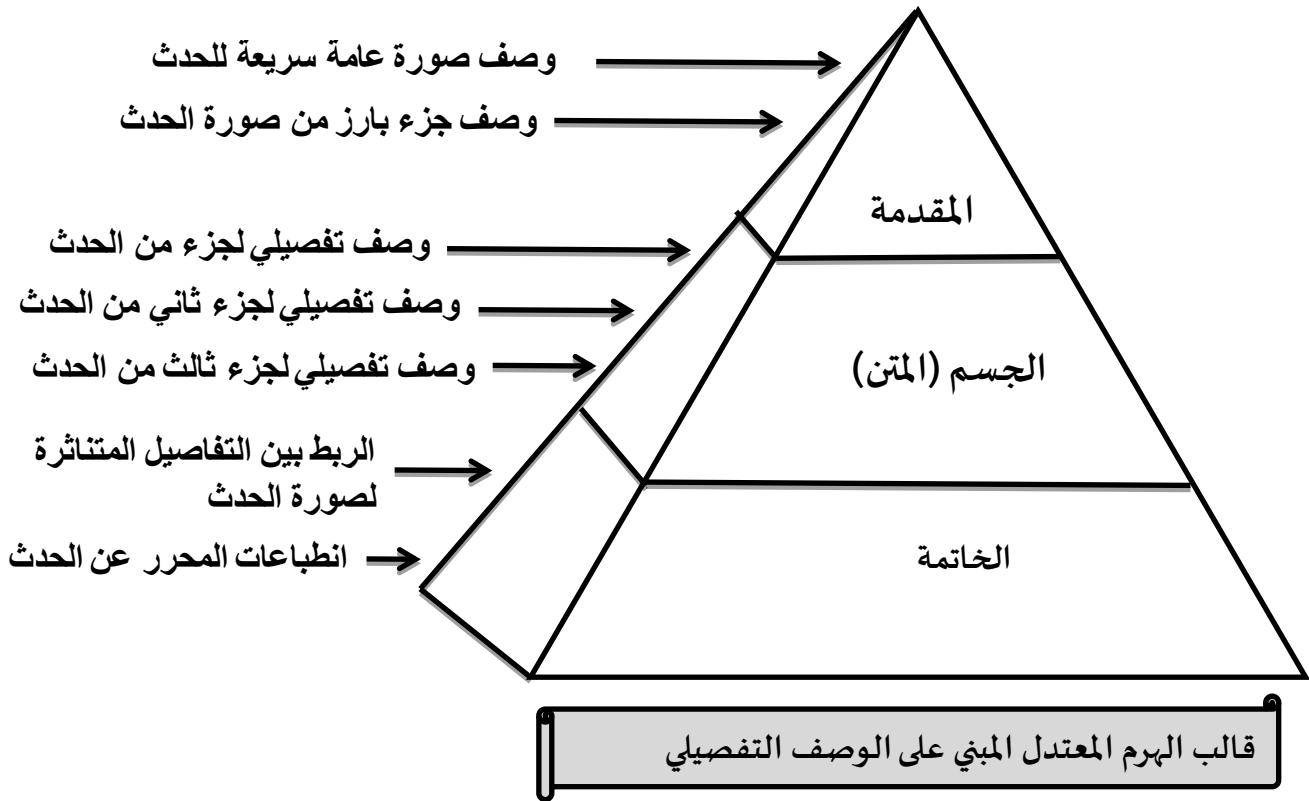 وصف صورة عامة سريعة للحدث
وصف جزء بارز من صورة الحدث
المقدمة
وصف تفصيلي لجزء من الحدث
وصف تفصيلي لجزء ثاني من الحدث
وصف تفصيلي لجزء ثالث من الحدث
الجسم (المتن)
الربط بين التفاصيل المتناثرة
لصورة الحدث
انطباعات المحرر عن الحدث
الخاتمة
قالب الهرم المعتدل المبني على الوصف التفصيلي